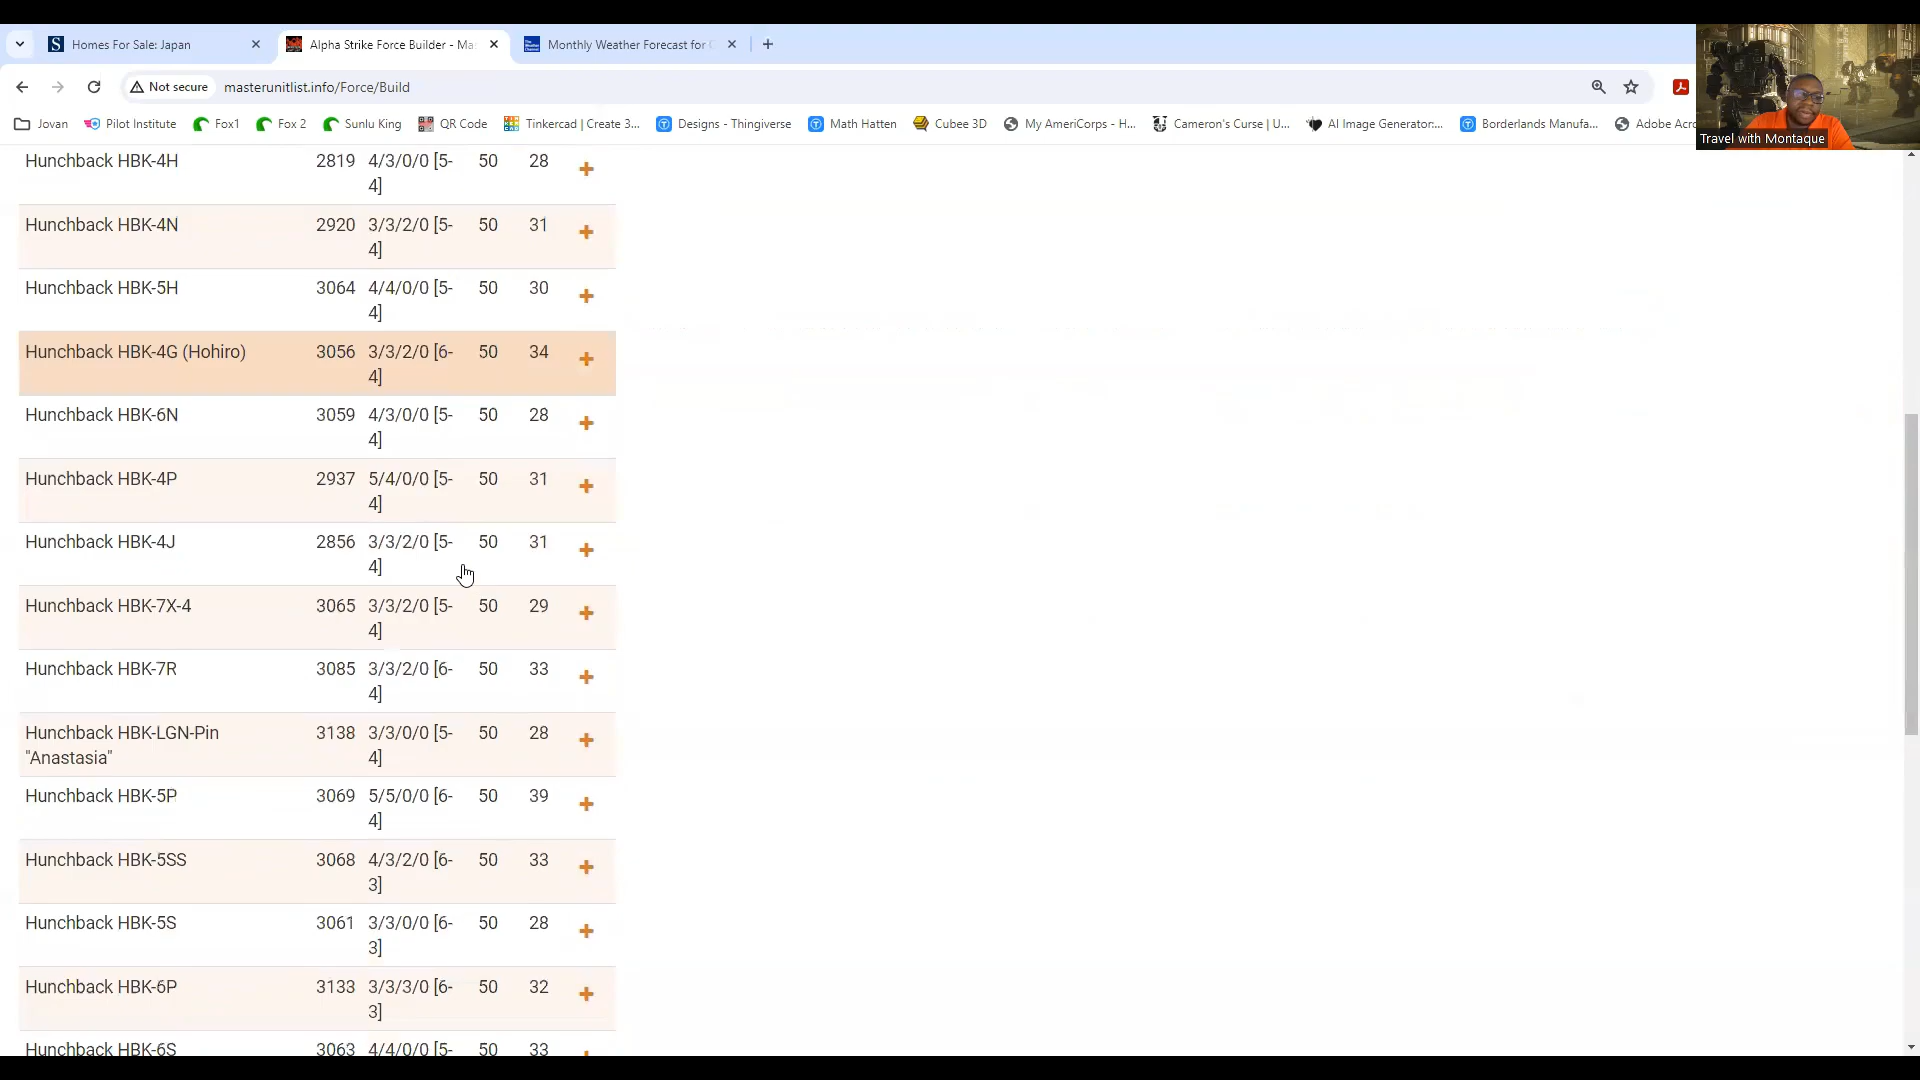 Homes For Sale: Japan
Alpha Strike Force Builder - Ma
Monthly Weather Forecast for
Not secure
masterunitlist.info/Force/Build
Jovan
Pilot Institute
Fox1
Fox 2
Sunlu King
QR Code
Tinkercad | Create 3...
Designs - Thingiverse
Math Hatten
Cubee 3D
My AmeriCorps - H...
Cameron's Curse | U...
AI Image Generator:...
Borderlands Manufa...
Adobe Acro
Travel with Montaque
Hunchback HBK-4H 2819 4/3/0/0 [5- 50 28
4]
Hunchback HBK-4N 2920 3/3/2/0 [5- 50 31
4]
Hunchback HBK-5H 3064 4/4/0/0 [5- 50 30
4]
Hunchback HBK-4G (Hohiro) 3056 3/3/2/0 [6- 50 34
4]
Hunchback HBK-6N 3059 4/3/0/0 [5- 50 28
4]
Hunchback HBK-4P 2937 5/4/0/0 [5- 50 31
4]
Hunchback HBK-4J 2856 3/3/2/0 [5- 50 31
4]
Hunchback HBK-7X-4 3065 3/3/2/0 [5- 50 29
4]
Hunchback HBK-7R 3085 3/3/2/0 [6- 50 33
4]
Hunchback HBK-LGN-Pin 3138 3/3/0/0 [5- 50 28
"Anastasia" 4]
Hunchback HBK-5P 3069 5/5/0/0 [6- 50 39
4]
Hunchback HBK-5SS 3068 4/3/2/0 [6- 50 33
3]
Hunchback HBK-5S 3061 3/3/0/0 [6- 50 28
3]
Hunchback HBK-6P 3133 3/3/3/0 [6- 50 32
3]
Hunchback HBK-6S 3063 4/4/0/0 [5- 50 33